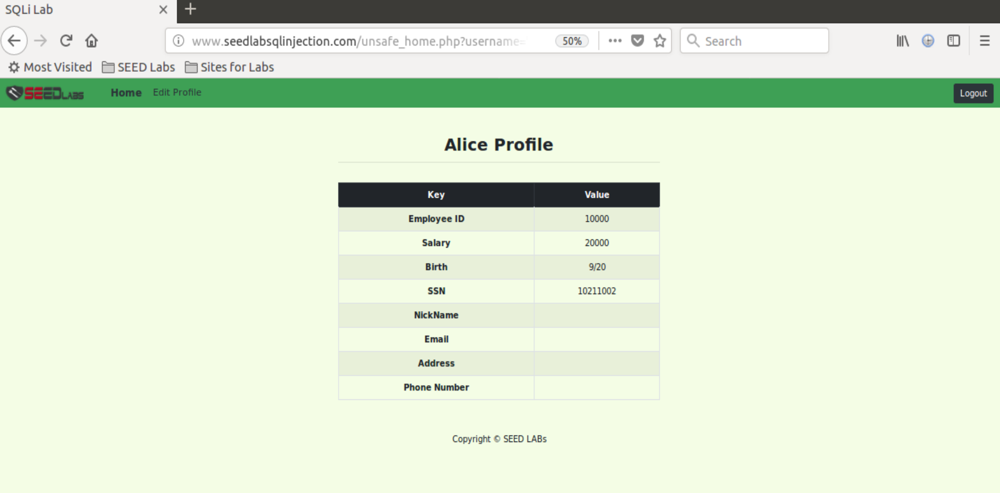 SQLi Lab
www.seedlabsqlinjection.com/unsafe_home.php?username= 50% Search
Most Visited SEED Labs Sites for Labs
SEEDLABS Home Edit Profile Logout
Alice Profile
Key Value
Employee ID 10000
Salary 20000
Birth 9/20
SSN 10211002
NickName
Email
Address
Phone Number
Copyright © SEED LABs